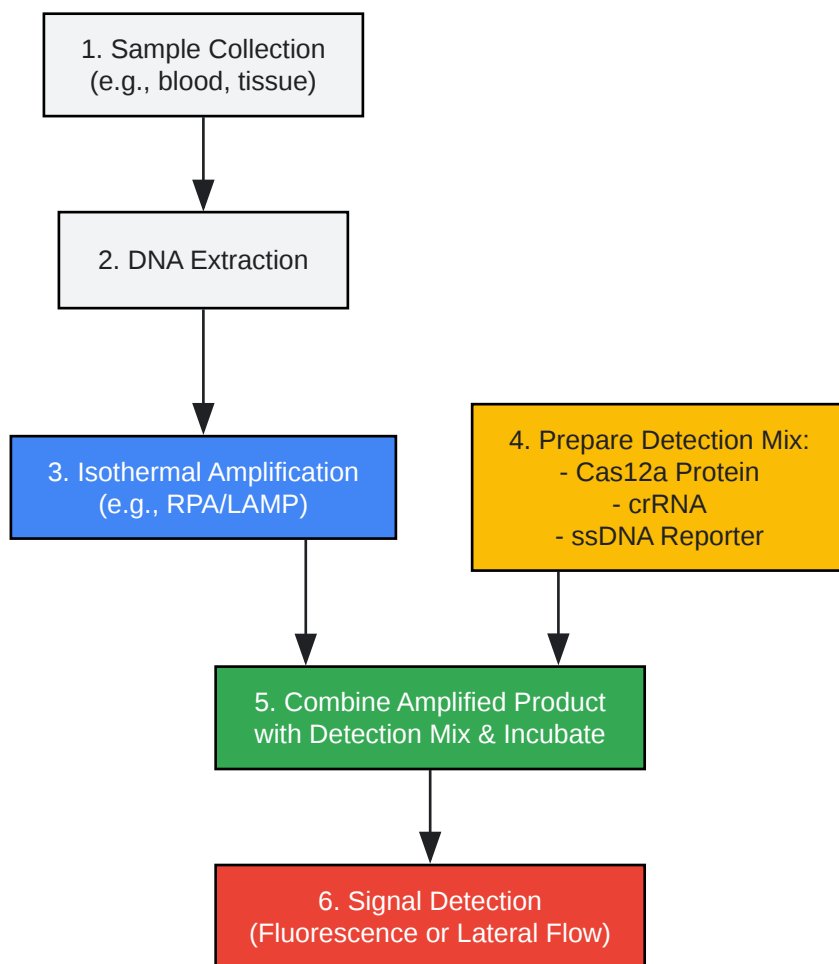 1. Sample Collection
(e.g., blood, tissue)
2. DNA Extraction
3. Isothermal Amplification
(e.g., RPA/LAMP)
4. Prepare Detection Mix:
- Cas12a Protein
- crRNA
- ssDNA Reporter
5. Combine Amplified Product
with Detection Mix & Incubate
6. Signal Detection
(Fluorescence or Lateral Flow)